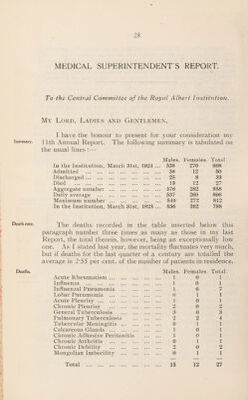 28
MEDICAL SUPERINTENDENT'S REPORT.
To the Central Committee of the Royal Albert Institution.
MY LORD, LADIES AND GENTLEMEN,
I have the honour to present for your consideration my
Summary. 11th Annual Report. The following summary is tabulated on
the usual lines :—
Males. Females. Total
In the Institution, March 31st, 1924 ... 538 270 808
Admitted ... 38 12 50
Discharged ... 25 8 33
Died ... 15 12 27
Aggregate number ... 576 282 858
Daily average ... 537 269 806
Maximum number ... 540 272 812
In the Institution, March 31st, 1925 ... 536 262 798
Death-rate. The deaths recorded in the table inserted below this
paragraph number three times as many as those in my last
Report, the total therein, however, being an exceptionally low
one. As I stated last year, the mortality fluctuates very much,
but if deaths for the last quarter of a century are totalled the
average is 2·55 per cent. of the number of patients in residence.
Deaths. Males. Females. Total.
Acute Rheumatism ... 1 0 1
Influenza ... 1 0 1
Influenzal Pneumonia ... 1 6 7
Lobar Pneumonia ... 0 1 1
Acute Pleurisy ... 1 0 1
Chronic Pleurisy ... 2 0 2
General Tuberculosis ... 3 0 3
Pulmonary Tuberculosis ... 2 2 4
Tubercular Meningitis ... 0 1 1
Calcareous Glands ... 1 0 1
Chronic Adhesive Peritonitis ... 1 0 1
Chronic Arthritis ... 0 1 1
Chronic Debility ... 2 0 2
Mongolian Imbecility ... 0 1 1
Total ... 15 12 27